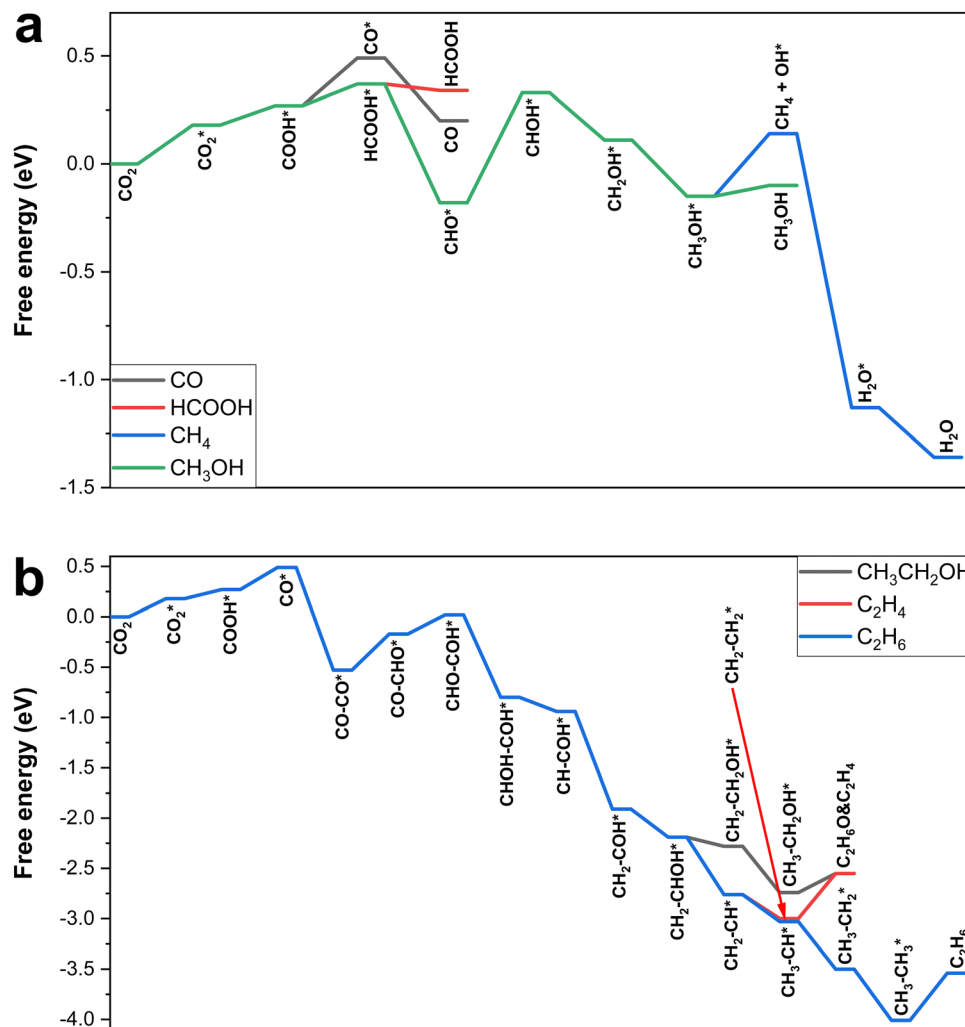 a
Free energy (eV)
0.5
0.0
-0.5
-1.0
-1.5
CO₂
CO₂*
COOH*
CO*
HCOOH*
HCOOH
CO
CHO*
CHOH*
CH₂OH*
CH₃OH*
CH₄ + OH*
CH₃OH
H₂O*
H₂O
CO
HCOOH
CH₄
CH₃OH
b
Free energy (eV)
0.5
0.0
-0.5
-1.0
-1.5
-2.0
-2.5
-3.0
-3.5
-4.0
CO₂
CO₂*
COOH*
CO*
CO-CO*
CO-CHO*
CHO-COH*
CHOH-COH*
CH-COH*
CH₂-COH*
CH₂-CHOH*
CH₂-CH₂OH*
CH₂-CH*
CH₂-CH₂*
CH₃-CH₂OH*
CH₃-CH*
C₂H₆O&C₂H₄
CH₃-CH₂*
CH₃-CH₃*
C₂H₆
CH₃CH₂OH
C₂H₄
C₂H₆